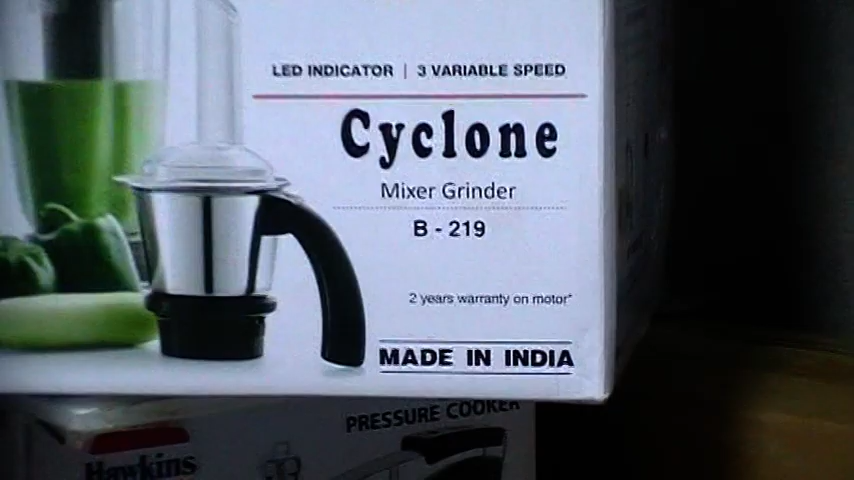 LED INDICATOR | 3 VARIABLE SPEED
Cyclone
Mixer Grinder
B - 219
2 years warranty on motor*
MADE IN INDIA
PRESSURE COOKER
Hawkins